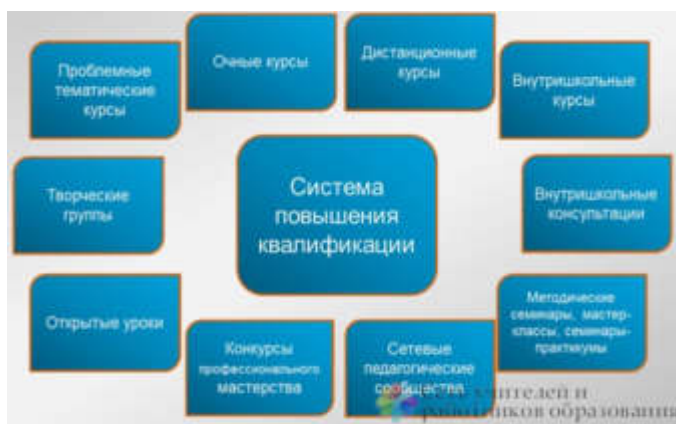 Проблемные
тематические
курсы
Очные курсы
Дистанционные
курсы
Внутришкольные
курсы
Творческие
группы
Система
повышения
квалификации
Внутришкольные
консультации
Открытые уроки
Конкурсы
профессионального
мастерства
Сетевые
педагогические
сообщества
Методические
семинары, мастер-
классы, семинары-
практикумы
учителей и
работников образования